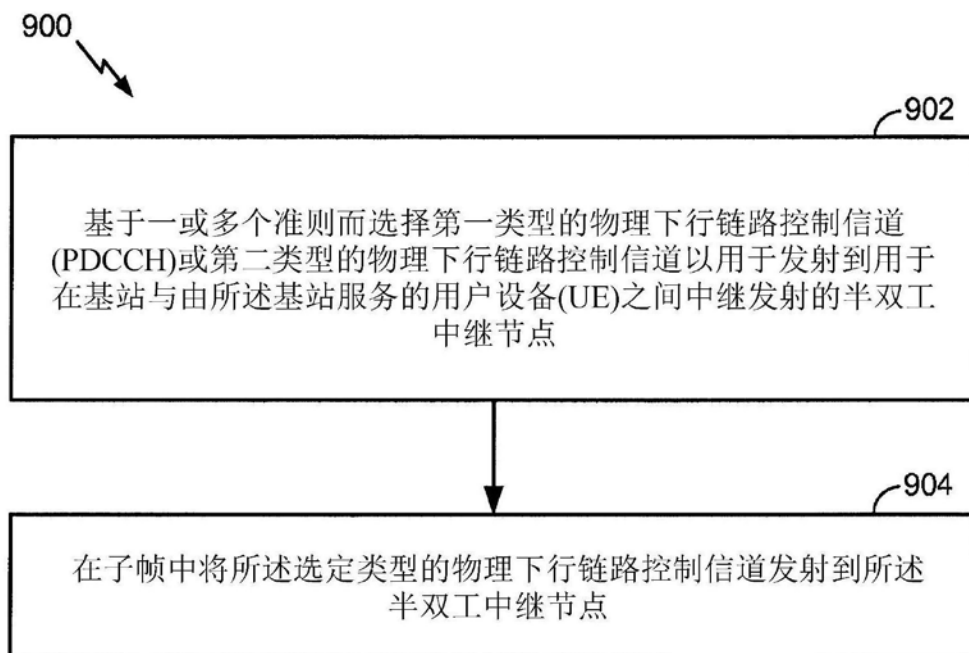 900
902
基于一或多个准则而选择第一类型的物理下行链路控制信道
(PDCCH)或第二类型的物理下行链路控制信道以用于发射到用于
在基站与由所述基站服务的用户设备(UE)之间中继发射的半双工
中继节点
904
在子帧中将所述选定类型的物理下行链路控制信道发射到所述
半双工中继节点